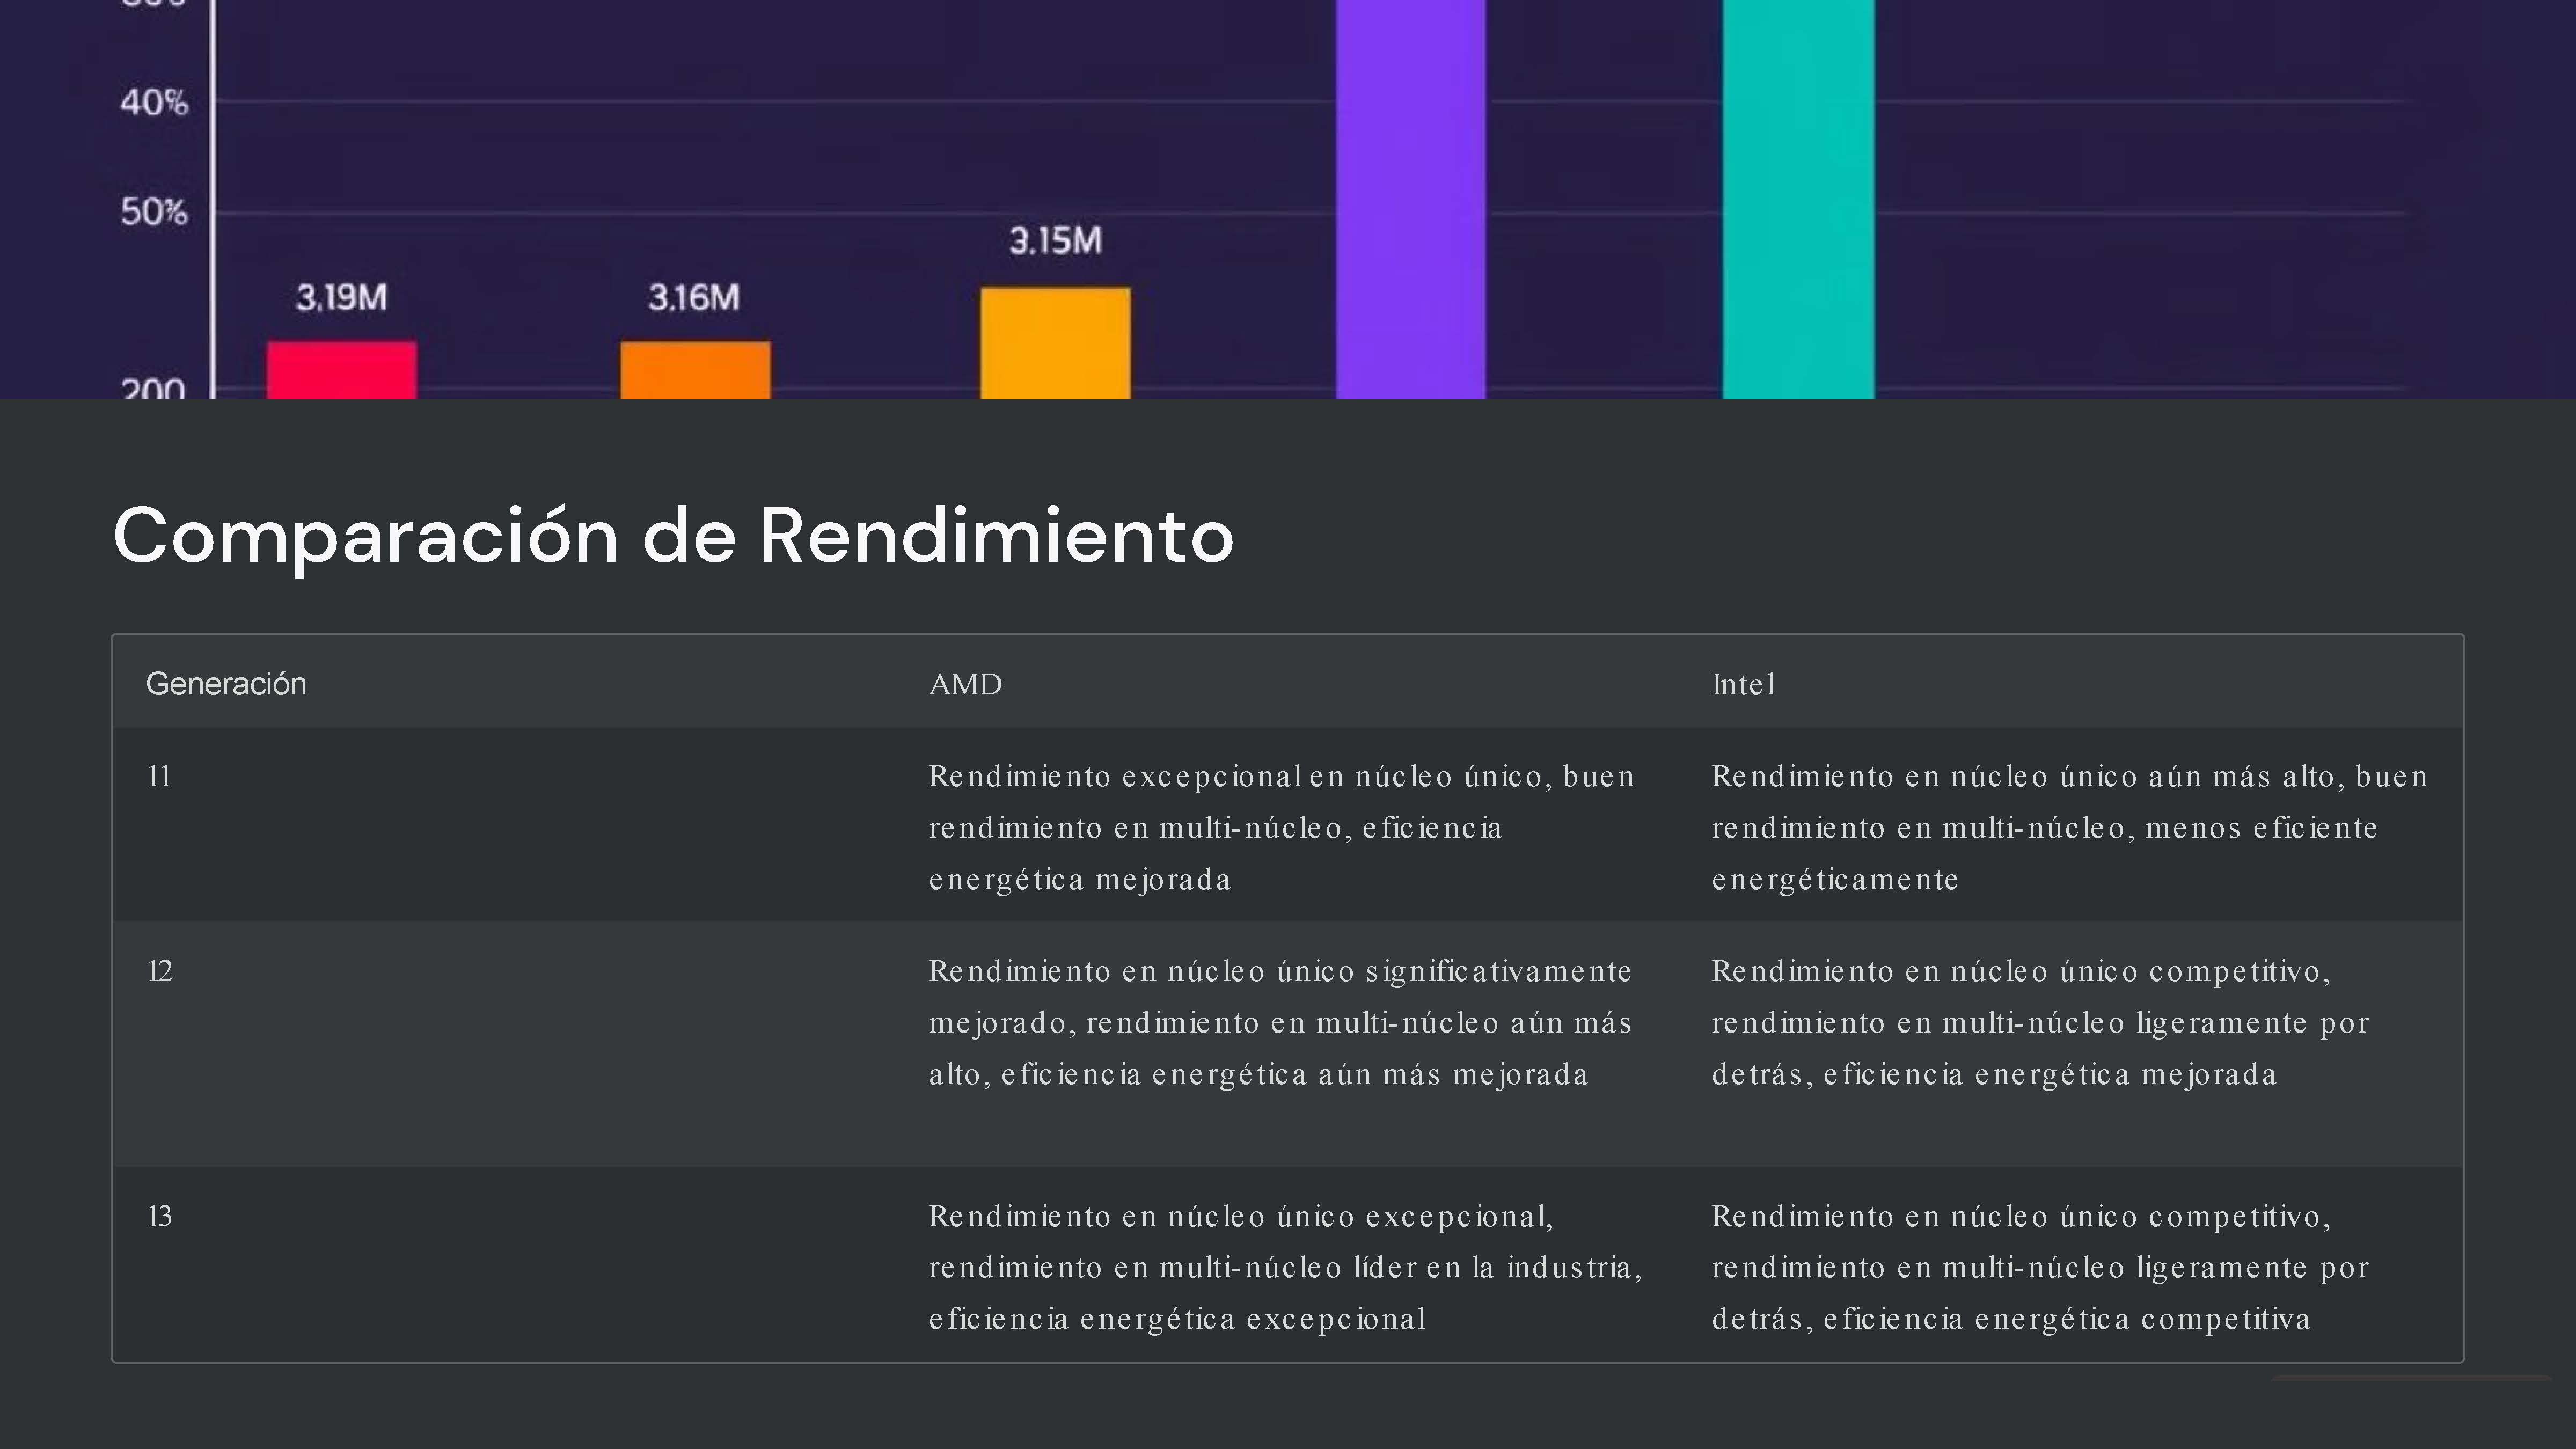 40%
50%
3.15M
3.19M
3.16M
200
Comparación de Rendimiento
Generación
AMD
Intel
11
Rendimiento excepcional en núcleo único, buen
rendimiento en multi-núcleo, eficiencia
energética mejorada
Rendimiento en núcleo único aún más alto, buen
rendimiento en multi-núcleo, menos eficiente
energéticamente
12
Rendimiento en núcleo único significativamente
mejorado, rendimiento en multi-núcleo aún más
alto, eficiencia energética aún más mejorada
Rendimiento en núcleo único competitivo,
rendimiento en multi-núcleo ligeramente por
detrás, eficiencia energética mejorada
13
Rendimiento en núcleo único excepcional,
rendimiento en multi-núcleo líder en la industria,
eficiencia energética excepcional
Rendimiento en núcleo único competitivo,
rendimiento en multi-núcleo ligeramente por
detrás, eficiencia energética competitiva